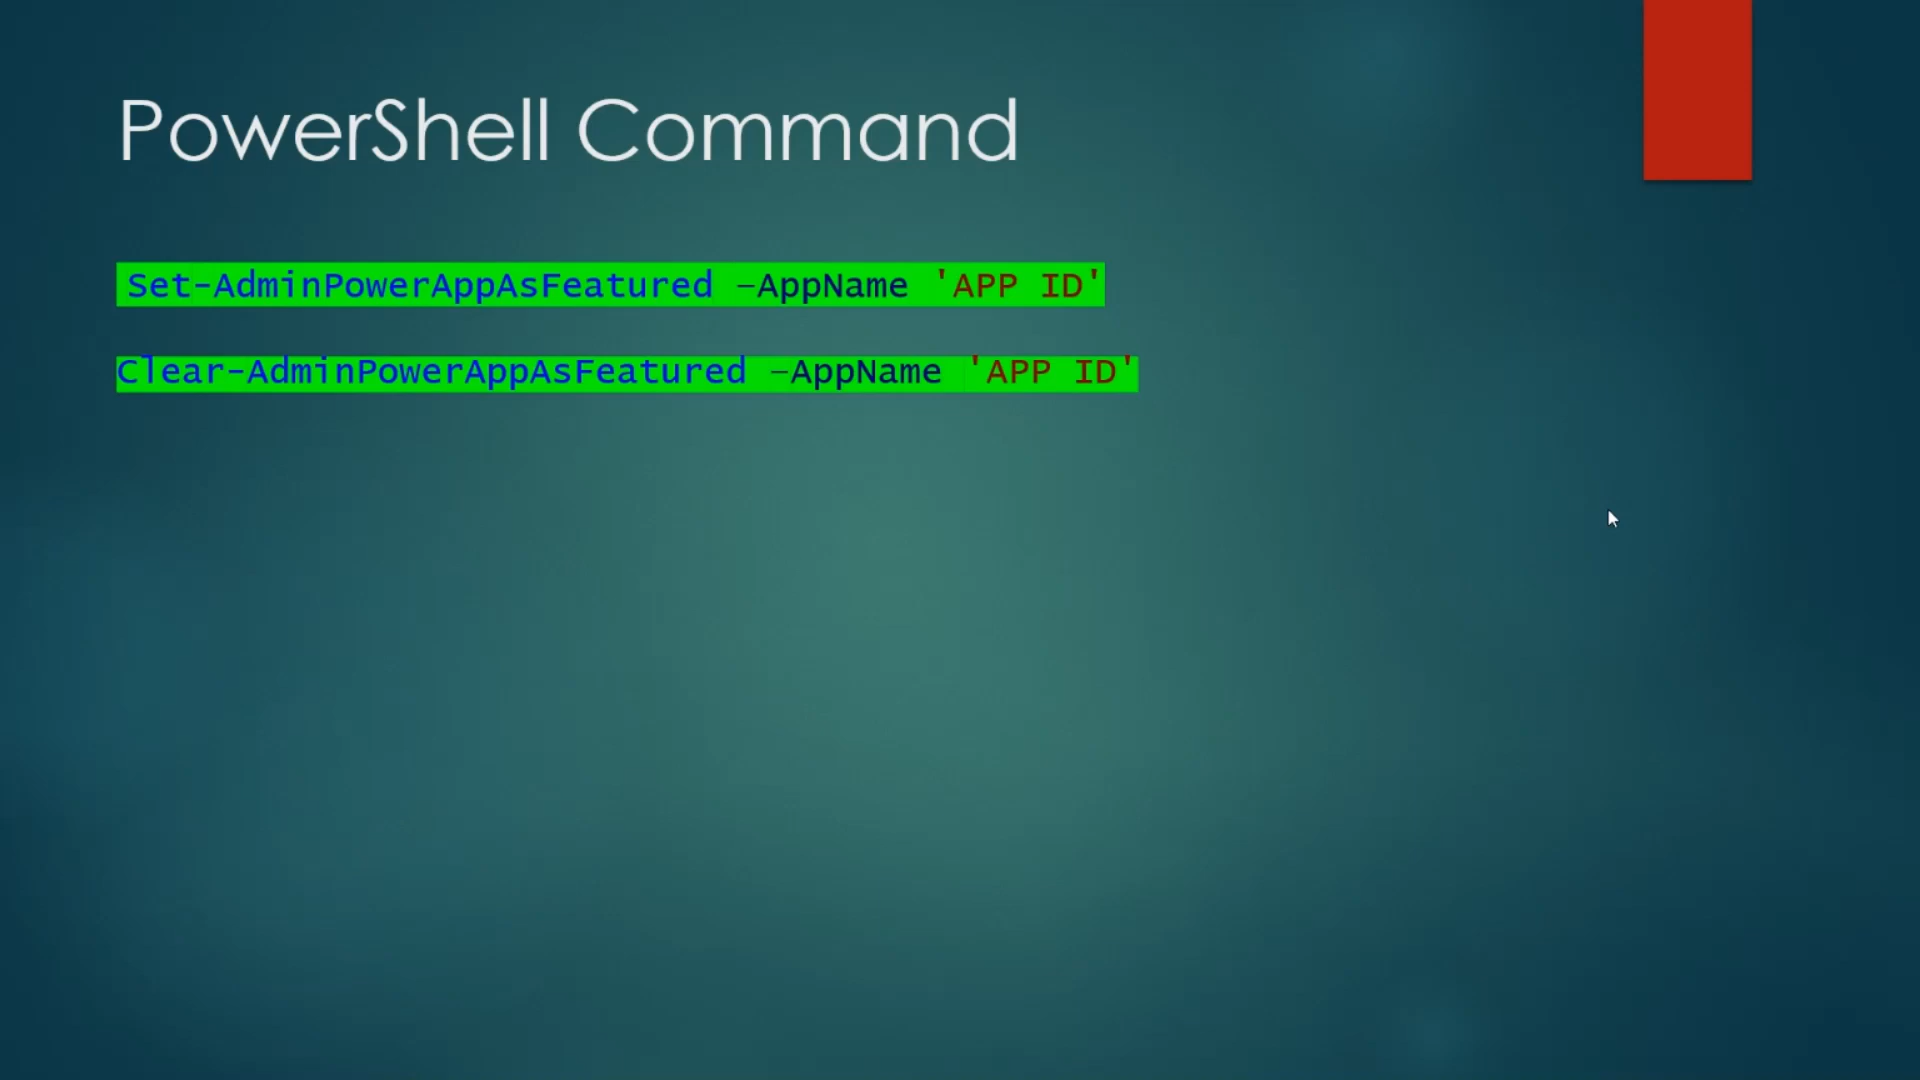 PowerShell Command
Set-AdminPowerAppAsFeatured –AppName 'APP ID'
Clear-AdminPowerAppAsFeatured –AppName 'APP ID'